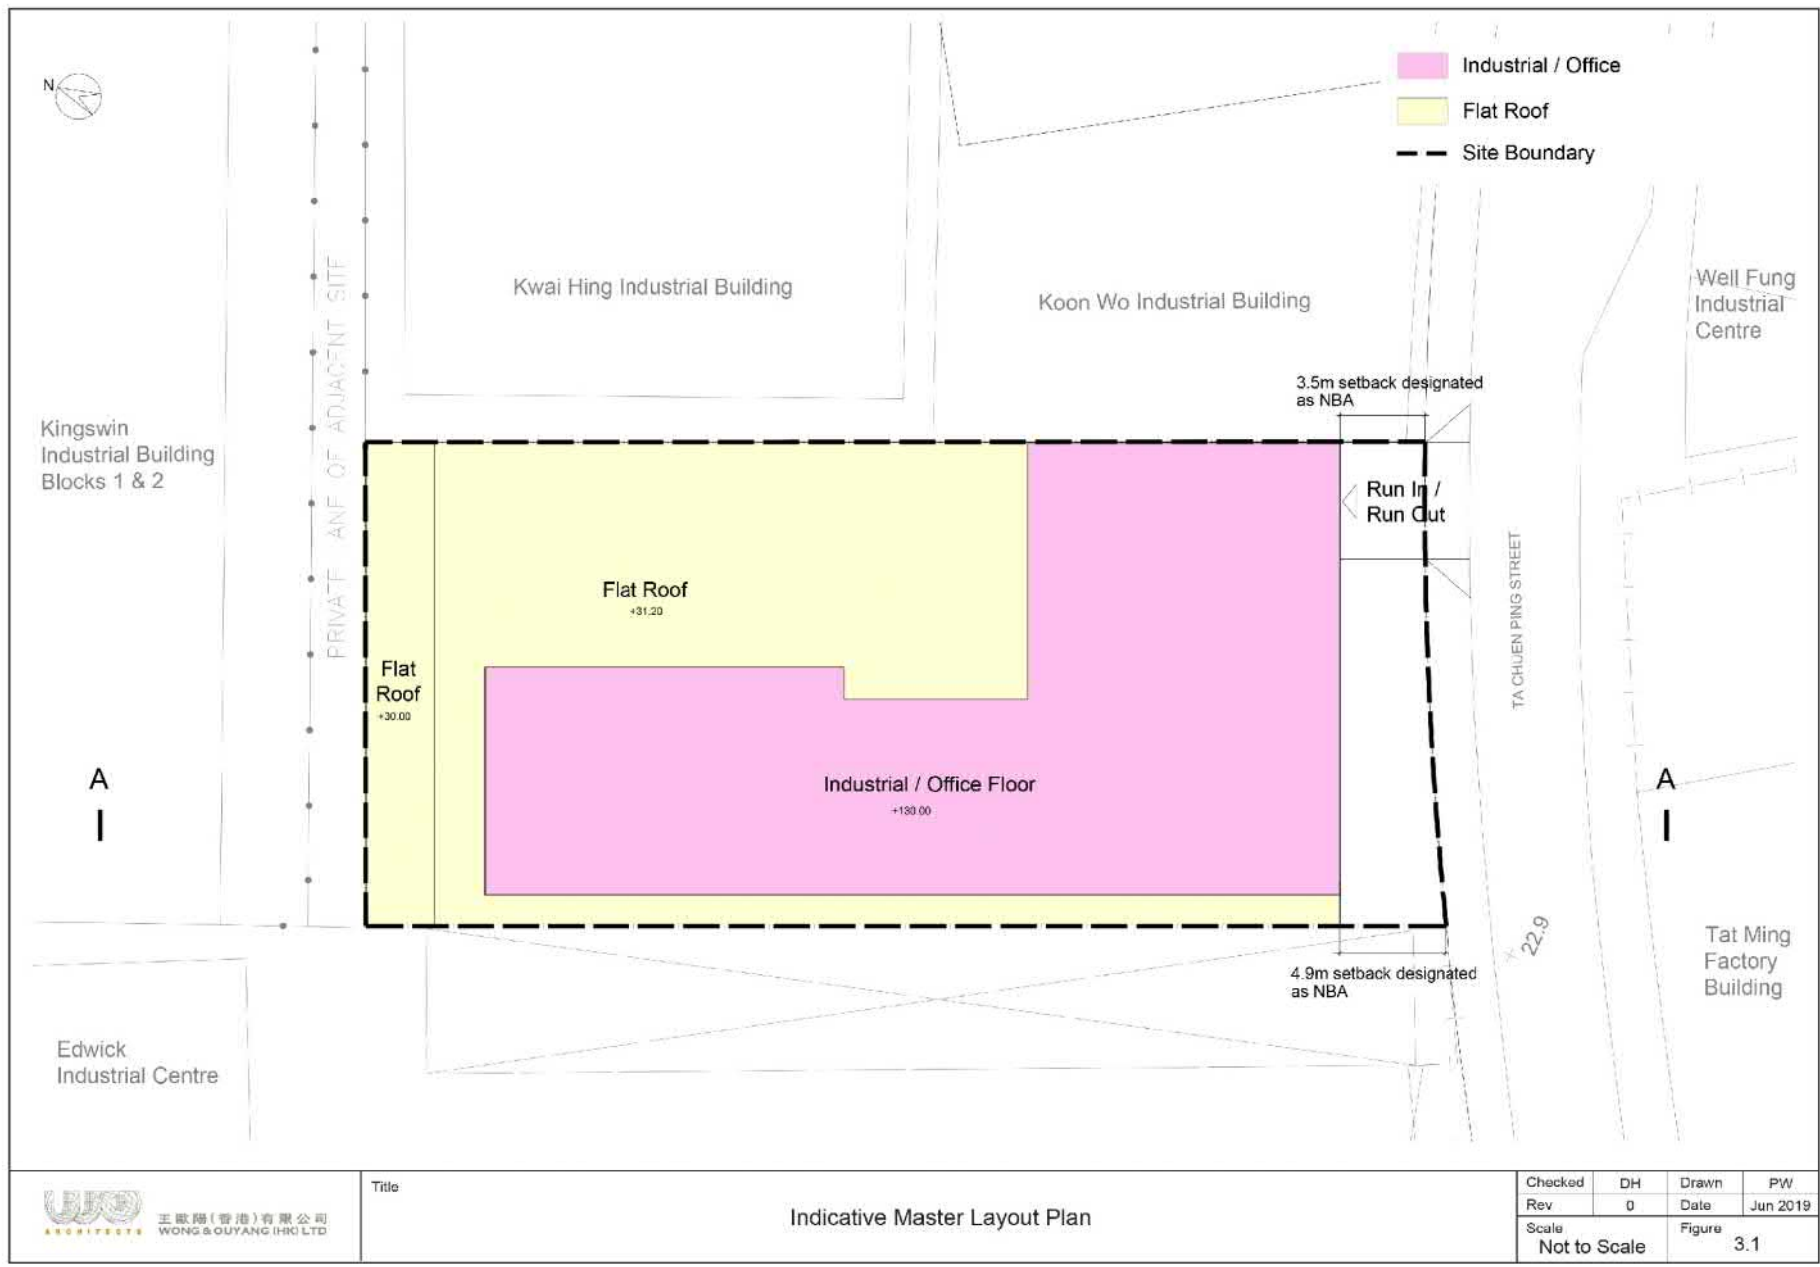 N
Industrial / Office
Flat Roof
Site Boundary
Kwai Hing Industrial Building
Koon Wo Industrial Building
Well Fung
Industrial
Centre
3.5m setback designated
as NBA
Kingswin
Industrial Building
Blocks 1 & 2
PRIVATE LANE OF ADJACENT SITE
Run In /
Run Out
TA CHUEN PING STREET
Flat Roof
+31.20
Flat
Roof
+30.00
A
A
Industrial / Office Floor
+130.00
22.9
4.9m setback designated
as NBA
Tat Ming
Factory
Building
Edwick
Industrial Centre
ARCHITECTS
王歐陽(香港)有限公司
WONG & OUYANG (HK) LTD
Title
Indicative Master Layout Plan
Checked DH Drawn PW
Rev 0 Date Jun 2019
Scale Figure
Not to Scale 3.1